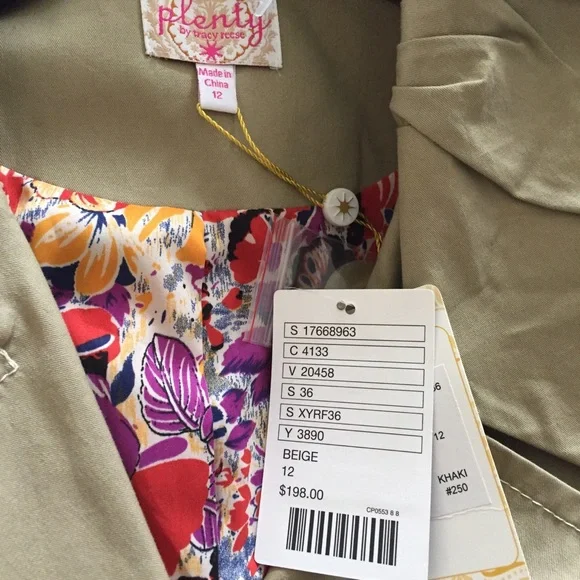 plenty
by tracy reese
Made in
China
12
S 17668963
C 4133
V 20458
S 36
S XYRF36
Y 3890
BEIGE
12
$198.00
CP0553 8 8
12
KHAKI
#250